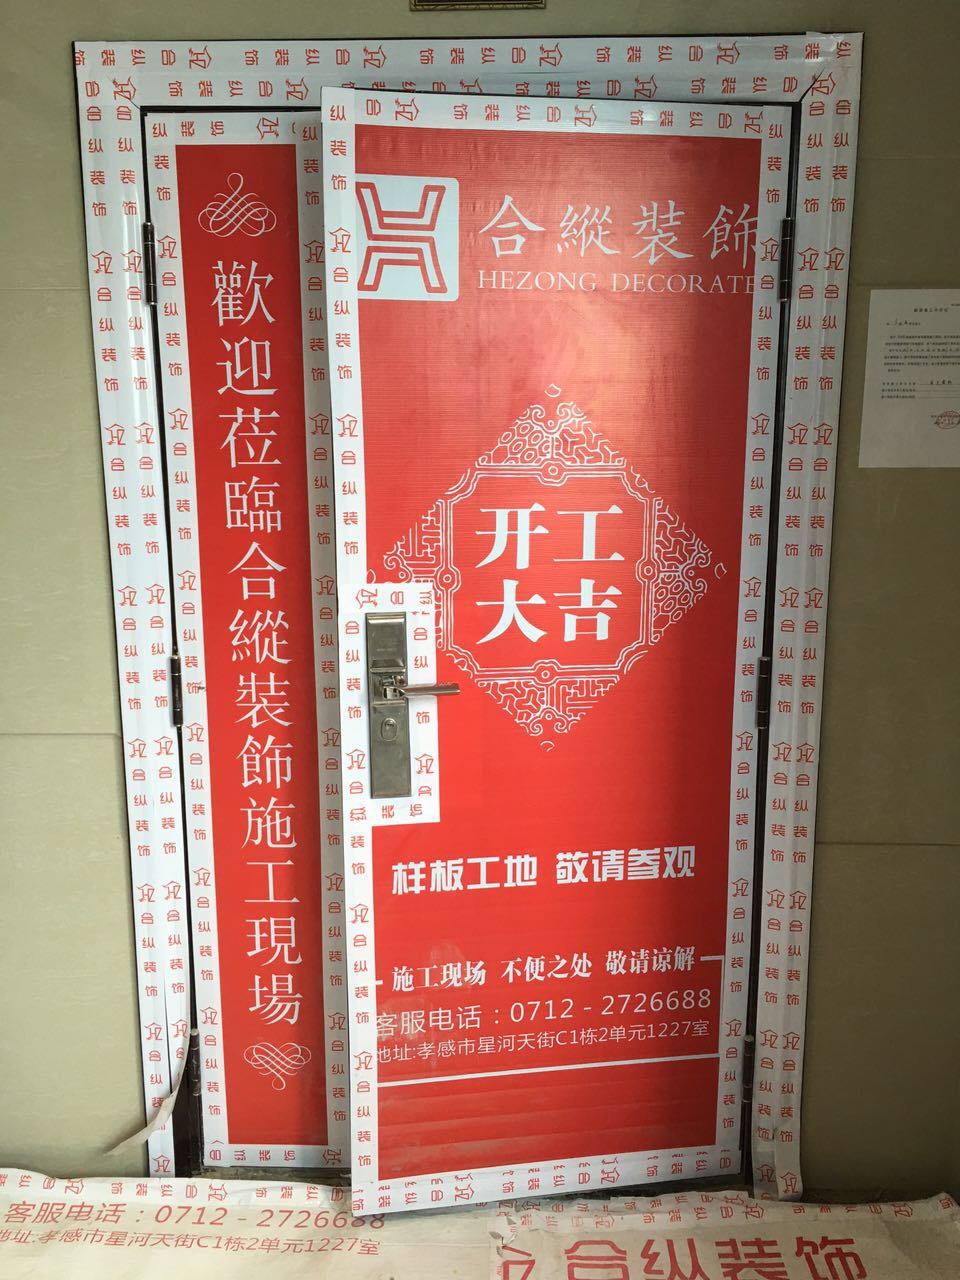 歡迎莅臨合縱裝飾施工現場
合縱裝飾
HEZONG DECORATE
开工
大吉
样板工地 敬请参观
施工现场 不便之处 敬请谅解
客服电话：0712 - 2726688
地址:孝感市星河天街C1栋2单元1227室
客服电话：0712 - 2726688
地址:孝感市星河天街C1栋2单元1227室
合纵装饰